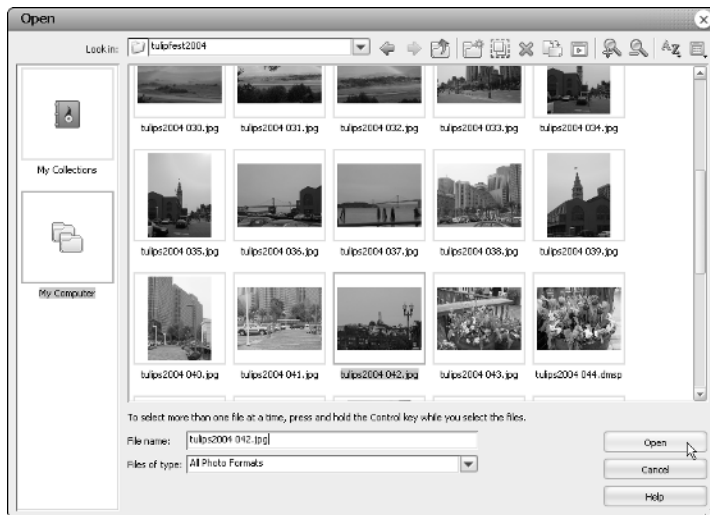 Open
Look in: tulipfest2004
My Collections
My Computer
tulips2004 030.jpg tulips2004 031.jpg tulips2004 032.jpg tulips2004 033.jpg tulips2004 034.jpg
tulips2004 035.jpg tulips2004 036.jpg tulips2004 037.jpg tulips2004 038.jpg tulips2004 039.jpg
tulips2004 040.jpg tulips2004 041.jpg tulips2004 042.jpg tulips2004 043.jpg tulips2004 044.dmsp
To select more than one file at a time, press and hold the Control key while you select the files.
File name: tulips2004 042.jpg
Files of type: All Photo Formats
Open
Cancel
Help